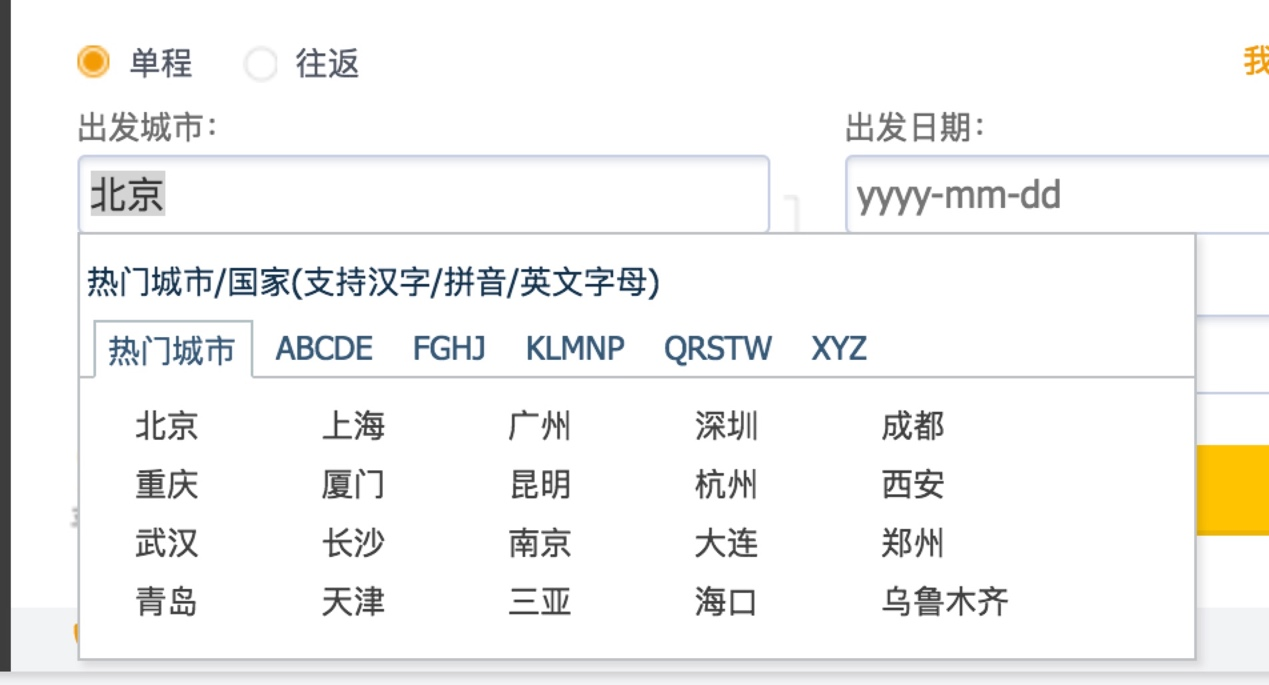 单程 往返 我
出发城市: 出发日期:
北京 yyyy-mm-dd
热门城市/国家(支持汉字/拼音/英文字母)
热门城市 ABCDE FGHJ KLMNP QRSTW XYZ
北京 上海 广州 深圳 成都
重庆 厦门 昆明 杭州 西安
武汉 长沙 南京 大连 郑州
青岛 天津 三亚 海口 乌鲁木齐